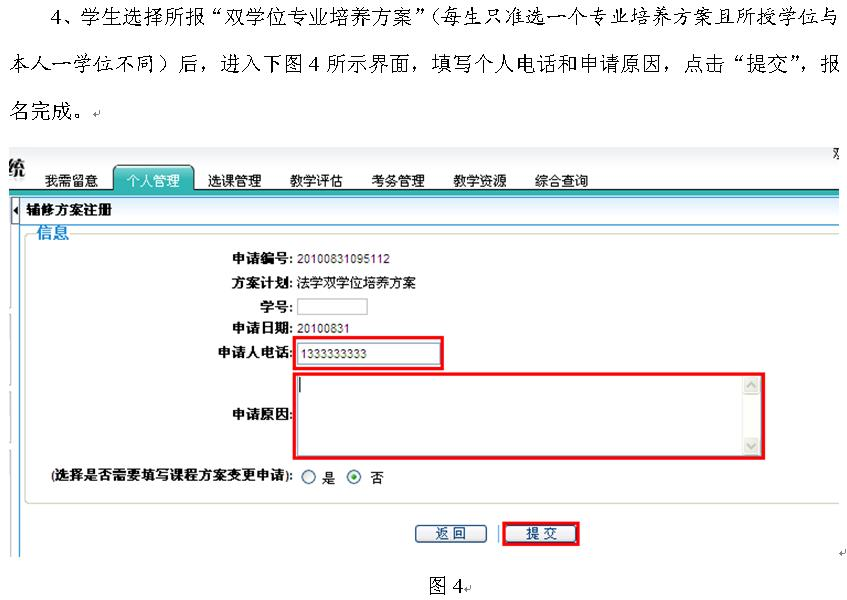 4、学生选择所报“双学位专业培养方案”（每生只准选一个专业培养方案且所授学位与
本人一学位不同）后，进入下图 4 所示界面，填写个人电话和申请原因，点击“提交”，报
名完成。
统 我需留意 个人管理 选课管理 教学评估 考务管理 教学资源 综合查询
辅修方案注册
信息
申请编号: 20100831095112
方案计划: 法学双学位培养方案
学号:
申请日期: 20100831
申请人电话: 1333333333
申请原因:
(选择是否需要填写课程方案变更申请): 是 否
返回 提交
图 4